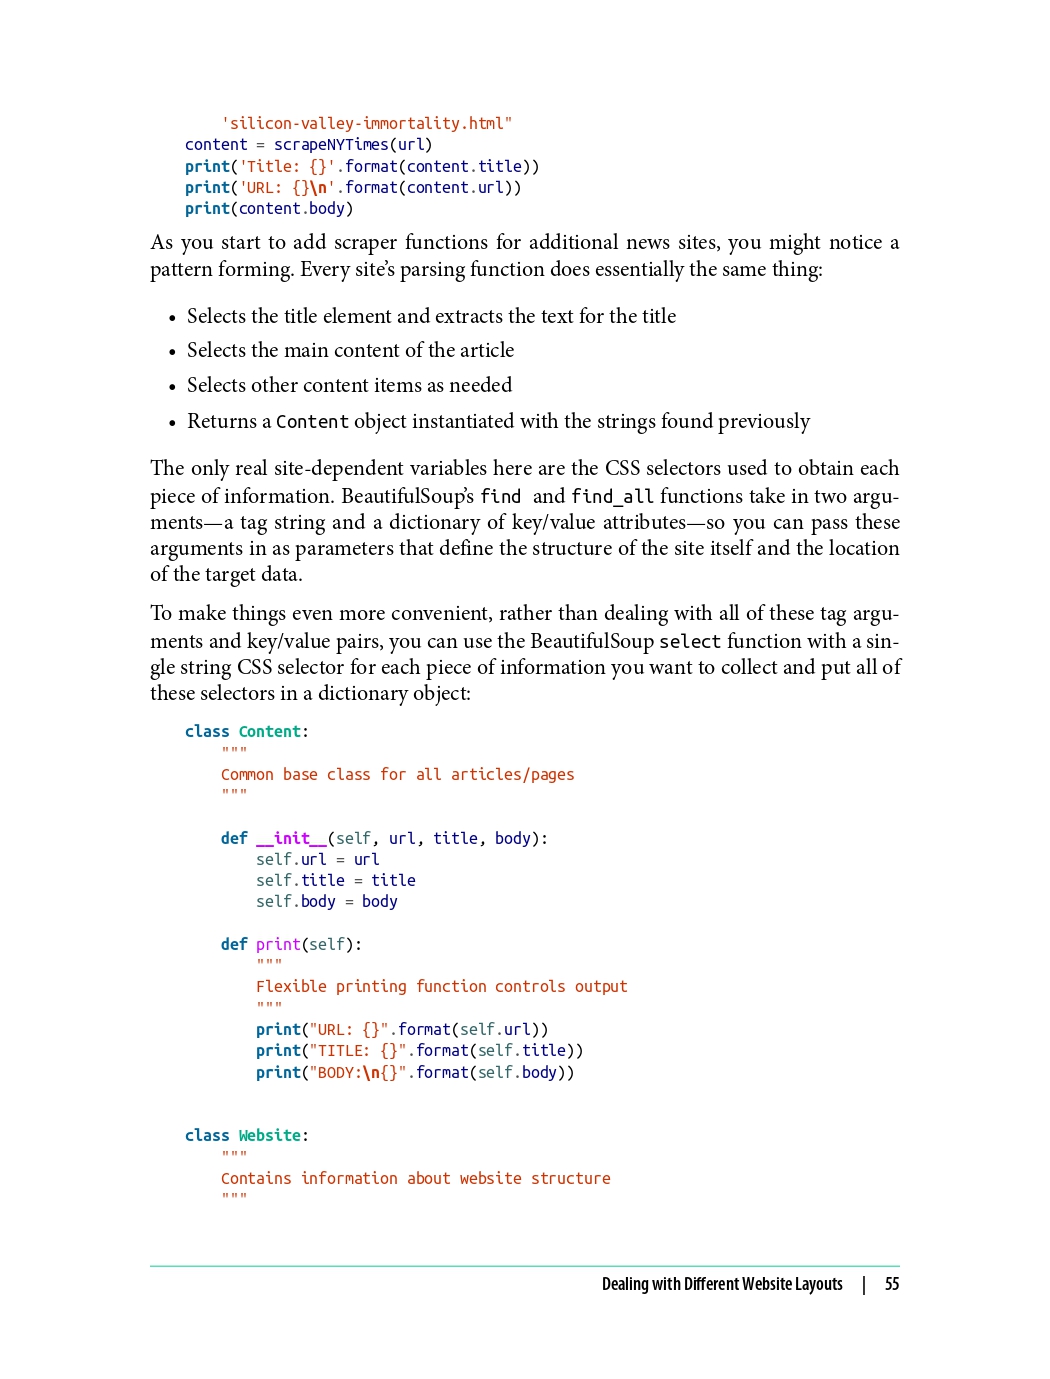 'silicon-valley-immortality.html"
content = scrapeNYTimes(url)
print('Title: {}'.format(content.title))
print('URL: {}\n'.format(content.url))
print(content.body)
As you start to add scraper functions for additional news sites, you might notice a
pattern forming. Every site’s parsing function does essentially the same thing:
• Selects the title element and extracts the text for the title
• Selects the main content of the article
• Selects other content items as needed
• Returns a Content object instantiated with the strings found previously
The only real site-dependent variables here are the CSS selectors used to obtain each
piece of information. BeautifulSoup’s find and find_all functions take in two argu-
ments—a tag string and a dictionary of key/value attributes—so you can pass these
arguments in as parameters that define the structure of the site itself and the location
of the target data.
To make things even more convenient, rather than dealing with all of these tag argu-
ments and key/value pairs, you can use the BeautifulSoup select function with a sin-
gle string CSS selector for each piece of information you want to collect and put all of
these selectors in a dictionary object:
class Content:
    """
    Common base class for all articles/pages
    """
    def __init__(self, url, title, body):
        self.url = url
        self.title = title
        self.body = body
    def print(self):
        """
        Flexible printing function controls output
        """
        print("URL: {}".format(self.url))
        print("TITLE: {}".format(self.title))
        print("BODY:\n{}".format(self.body))
class Website:
    """
    Contains information about website structure
    """
Dealing with Different Website Layouts | 55